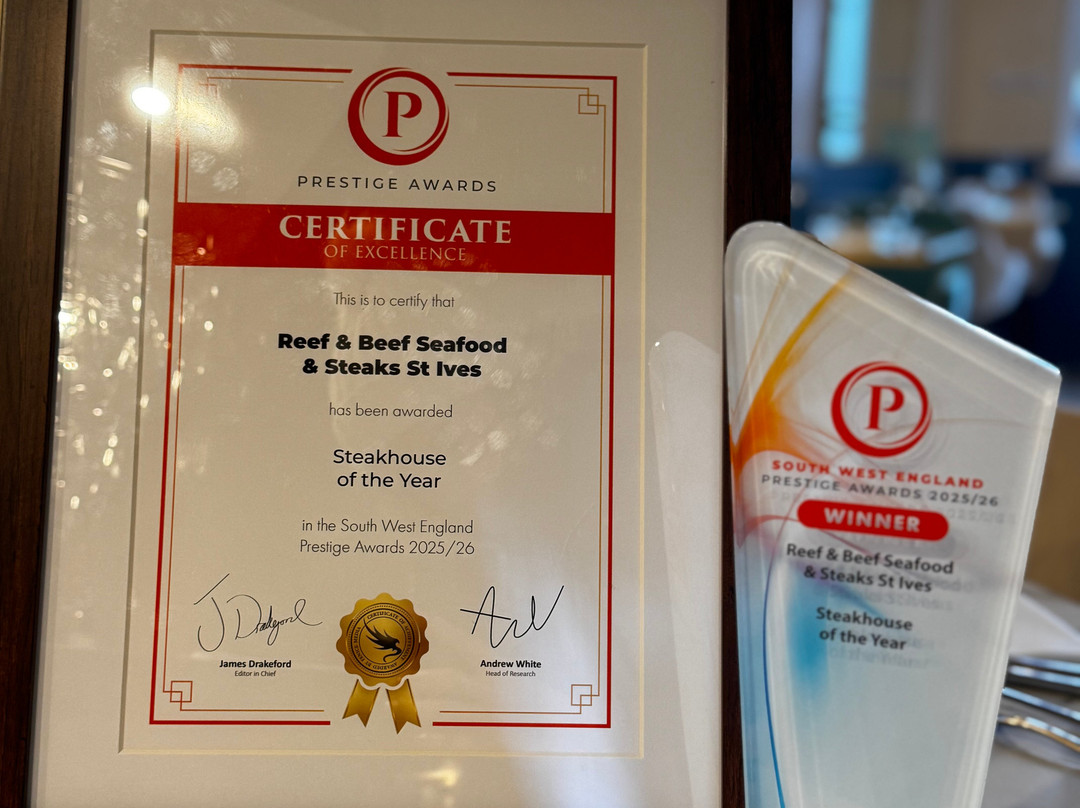 P
PRESTIGE AWARDS
CERTIFICATE
OF EXCELLENCE
This is to certify that
Reef & Beef Seafood
& Steaks St Ives
has been awarded
Steakhouse
of the Year
in the South West England
Prestige Awards 2025/26
James Drakeford
Editor in Chief
Andrew White
Head of Research
P
SOUTH WEST ENGLAND
PRESTIGE AWARDS 2025/26
WINNER
Reef & Beef Seafood
& Steaks St Ives
Steakhouse
of the Year